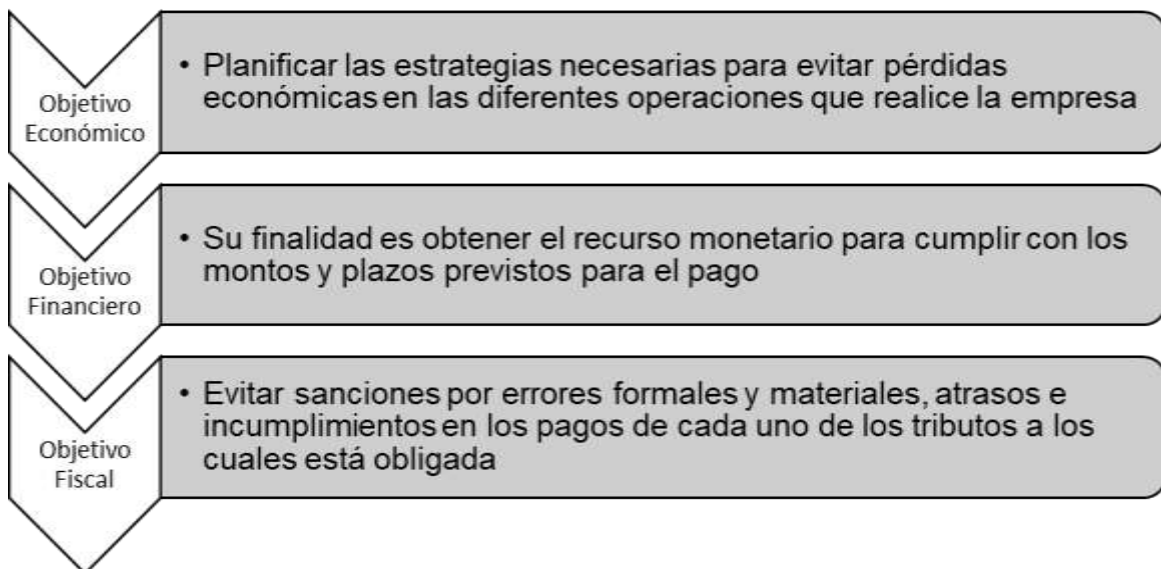 Objetivo
Económico
• Planificar las estrategias necesarias para evitar pérdidas
económicas en las diferentes operaciones que realice la empresa
Objetivo
Financiero
• Su finalidad es obtener el recurso monetario para cumplir con los
montos y plazos previstos para el pago
Objetivo
Fiscal
• Evitar sanciones por errores formales y materiales, atrasos e
incumplimientos en los pagos de cada uno de los tributos a los
cuales está obligada